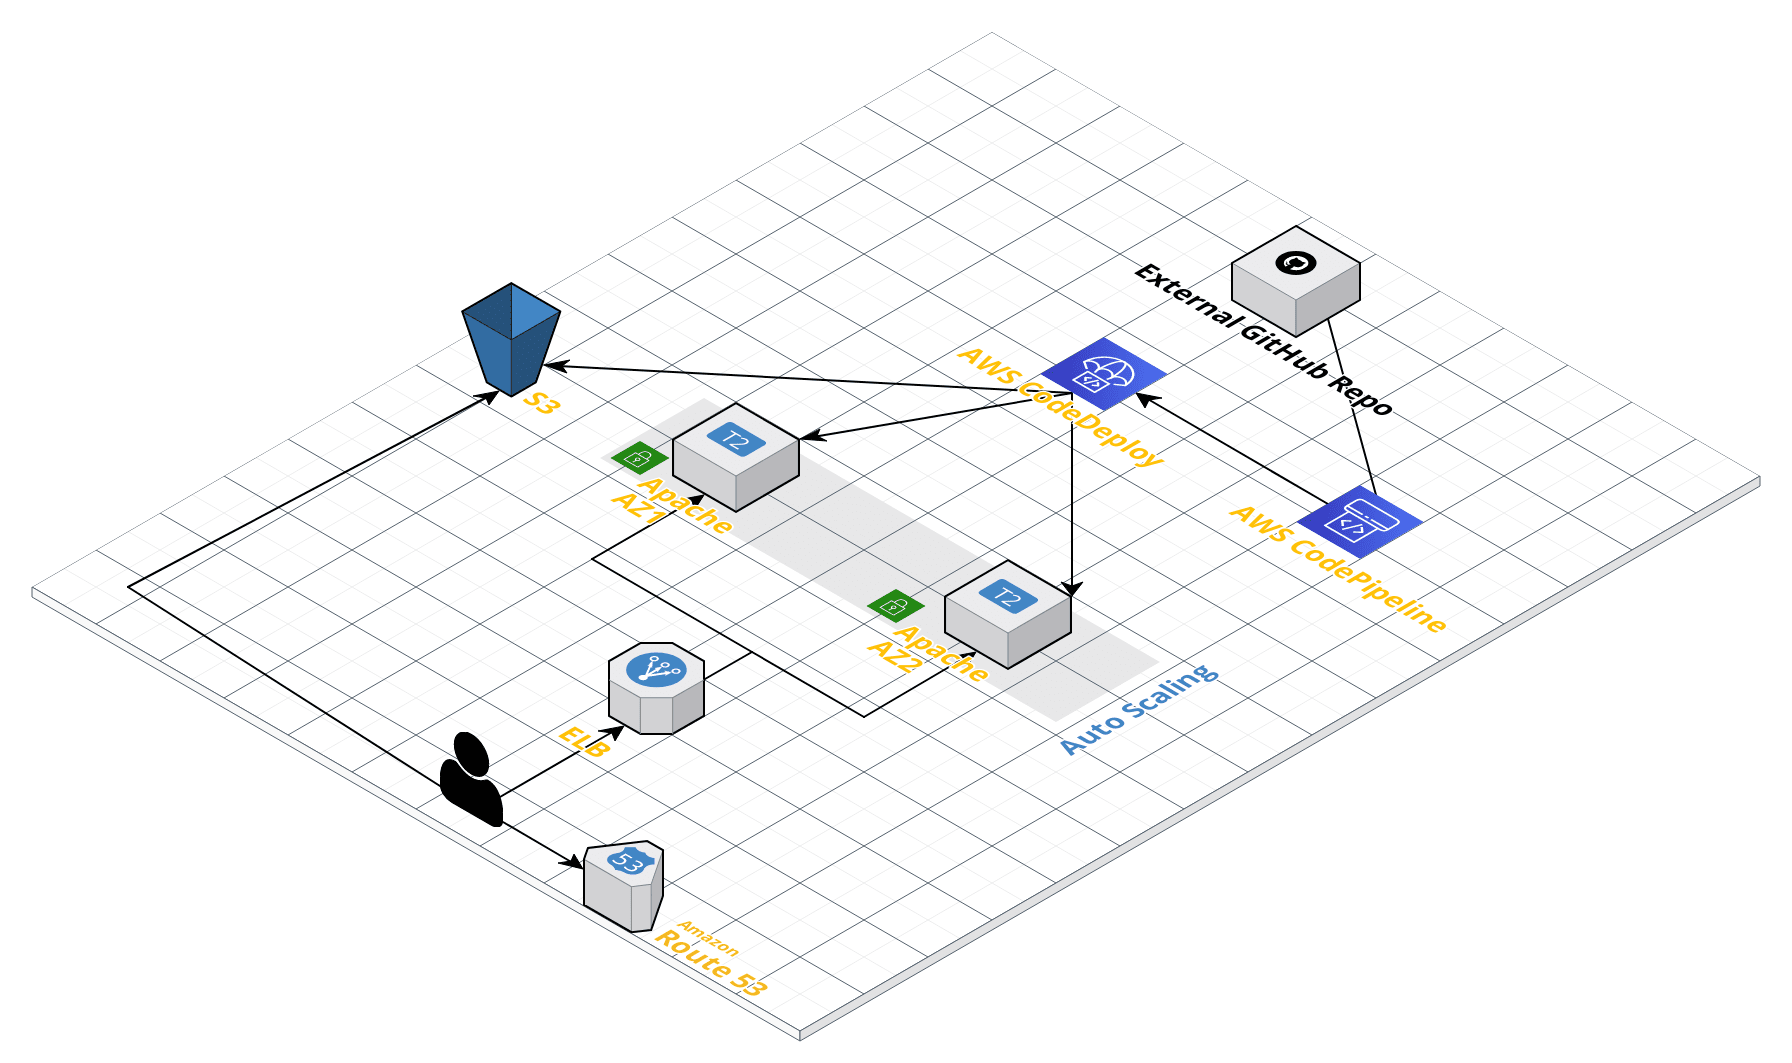 External GitHub Repo
AWS CodeDeploy
S3
T2
Apache
AZ1
AWS CodePipeline
T2
Apache
AZ2
Auto Scaling
ELB
53
Amazon
Route 53